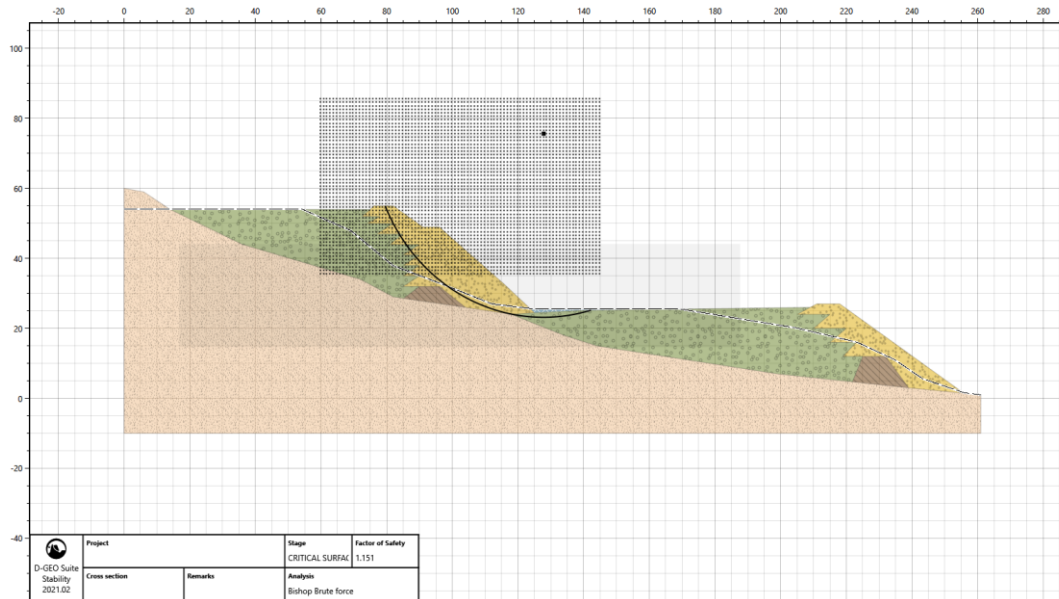 -20 0 20 40 60 80 100 120 140 160 180 200 220 240 260 280
100
80
60
40
20
0
-20
-40
D-GEO Suite
Stability
2021.02
Project
Stage
CRITICAL SURFAC
Factor of Safety
1.151
Cross section
Remarks
Analysis
Bishop Brute force